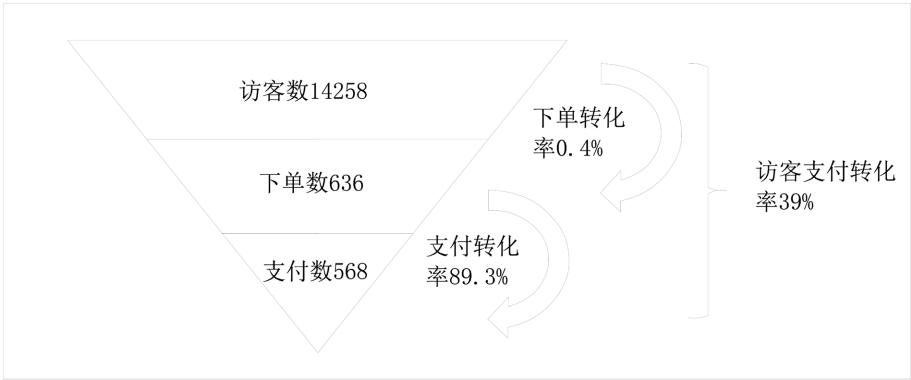 访客数14258
下单转化
率0.4%
访客支付转化
率39%
下单数636
支付转化
率89.3%
支付数568